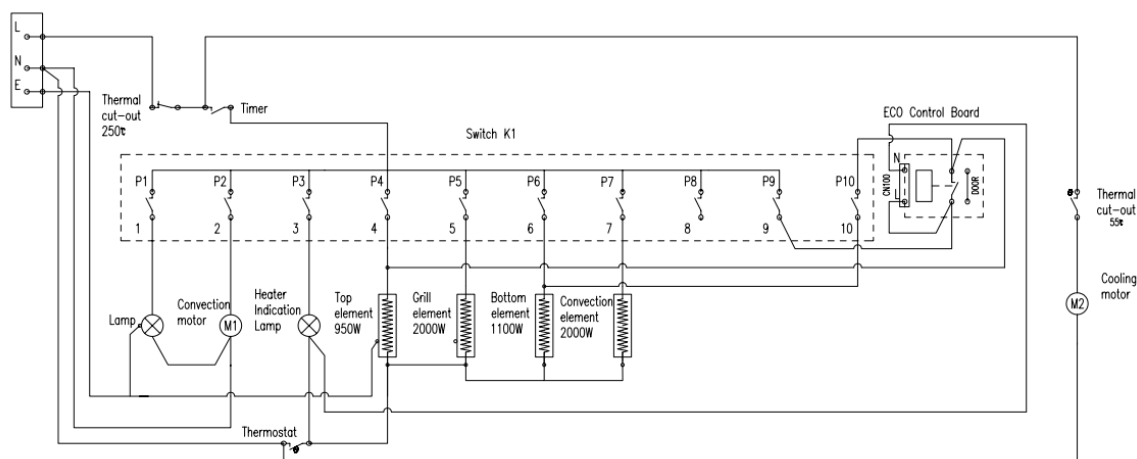 L
N
E
Thermal
cut-out
250℃
Timer
Switch K1
ECO Control Board
P1
P2
P3
P4
P5
P6
P7
P8
P9
P10
N
CN100
DOOR
1
2
3
4
5
6
7
8
9
10
Thermal
cut-out
55℃
Lamp
Convection
motor
M1
Heater
Indication
Lamp
Top
element
950W
Grill
element
2000W
Bottom
element
1100W
Convection
element
2000W
Cooling
motor
M2
Thermostat